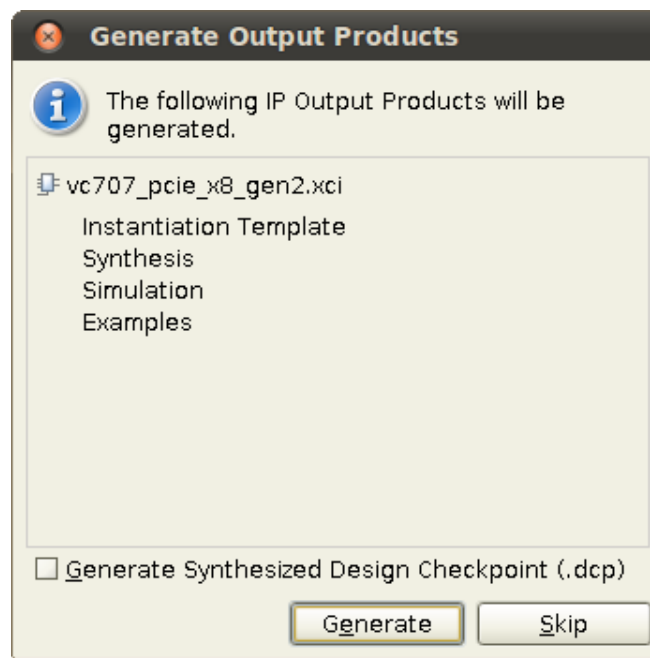 Generate Output Products
The following IP Output Products will be
generated.
vc707_pcie_x8_gen2.xci
Instantiation Template
Synthesis
Simulation
Examples
Generate Synthesized Design Checkpoint (.dcp)
Generate Skip